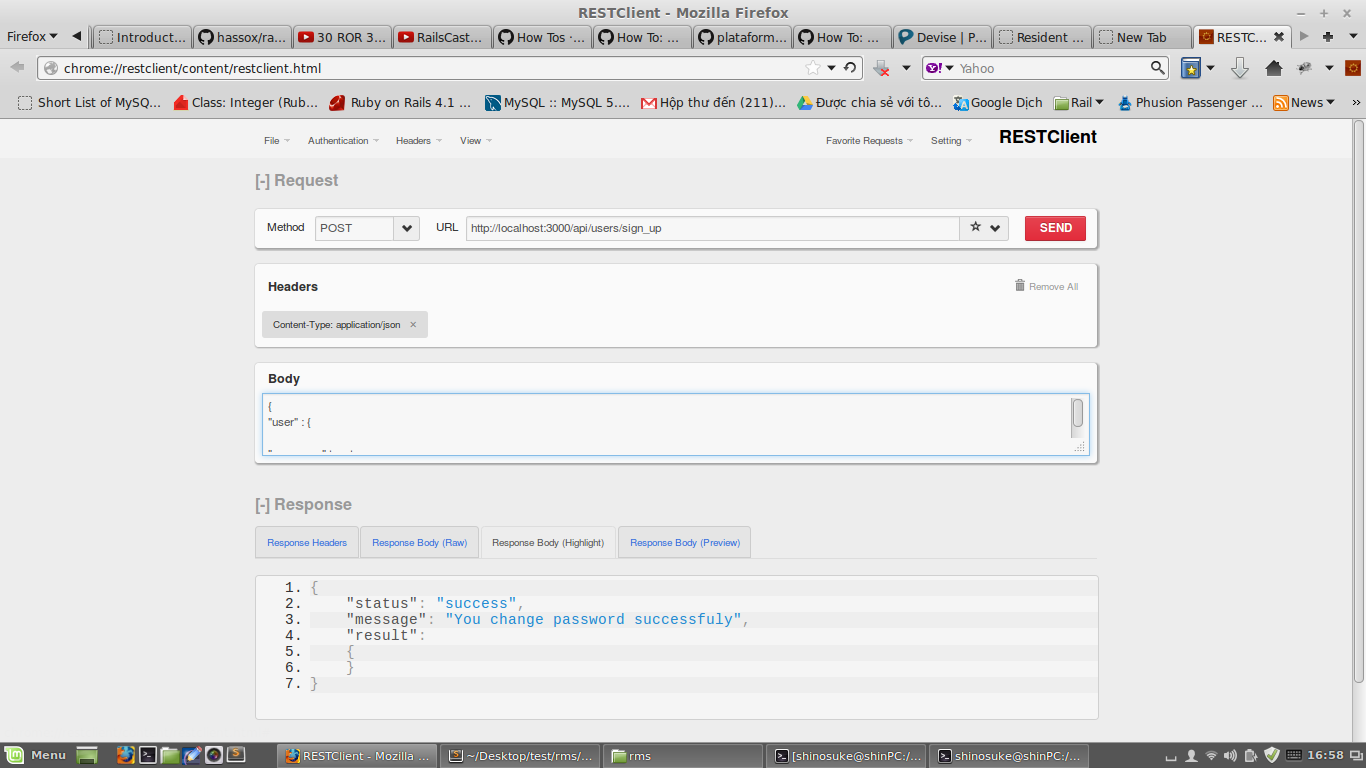 RESTClient - Mozilla Firefox
Firefox Introduct... hassox/ra... 30 ROR 3... RailsCast... How Tos · ... How To: ... plataform... How To: ... Devise | P... Resident ... New Tab RESTC...
chrome://restclient/content/restclient.html Yahoo
Short List of MySQ... Class: Integer (Rub... Ruby on Rails 4.1 ... MySQL :: MySQL 5.... Hộp thư đến (211)... Được chia sẻ với tô... Google Dịch Rail Phusion Passenger ... News »
File Authentication Headers View Favorite Requests Setting RESTClient
[-] Request
Method POST URL http://localhost:3000/api/users/sign_up SEND
Headers Remove All
Content-Type: application/json ×
Body
{
"user" : {
[-] Response
Response Headers Response Body (Raw) Response Body (Highlight) Response Body (Preview)
1. {
2. "status": "success",
3. "message": "You change password successfuly",
4. "result":
5. {
6. }
7. }
Menu RESTClient - Mozilla ... ~/Desktop/test/rms/... rms [shinosuke@shinPC:/... shinosuke@shinPC:/... 16:58